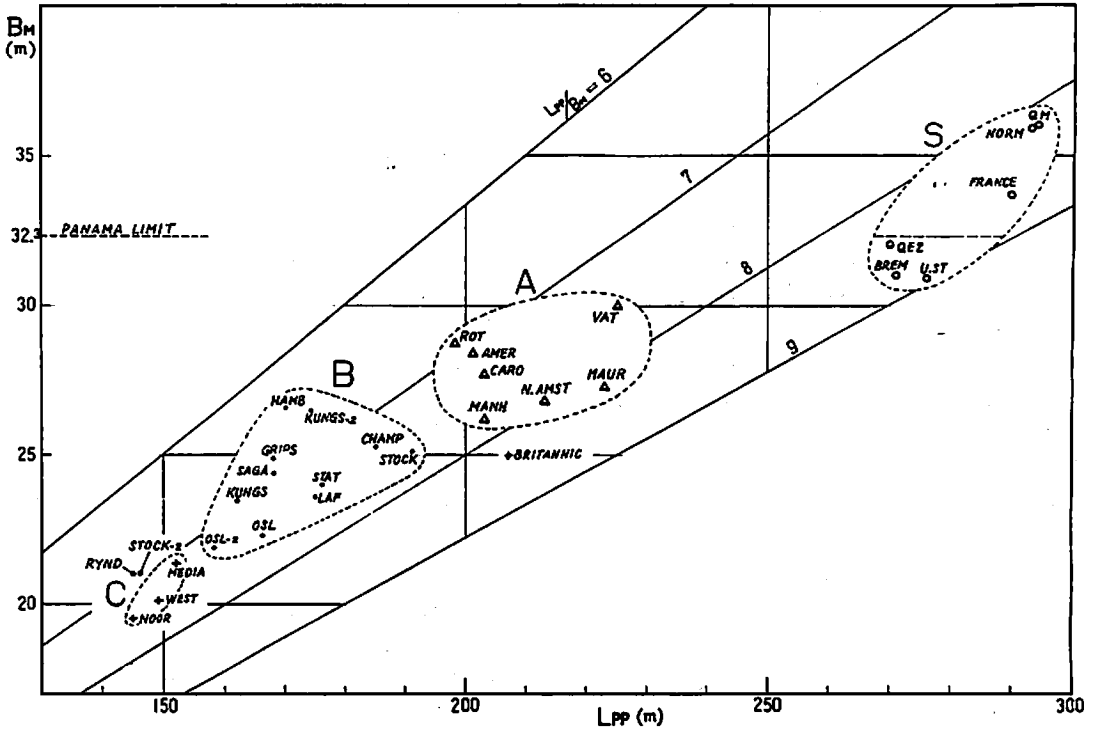 BM
(m)
LPP/BM = 6
7
8
9
35
PANAMA LIMIT
32.3
30
25
20
S
QM
NORM
FRANCE
QE2
BREM
U.ST
A
VAT
ROT
AMER
CARO
MAUR
N.AMST
MANH
B
HAMB
KUNGS-2
CHAMP
STOCK
GRIPS
SAGA
STAT
KUNGS
LAF
OSL
OSL-2
BRITANNIC
STOCK-2
RYND
MEDIA
C
WEST
NOOR
150
200
250
300
LPP (m)